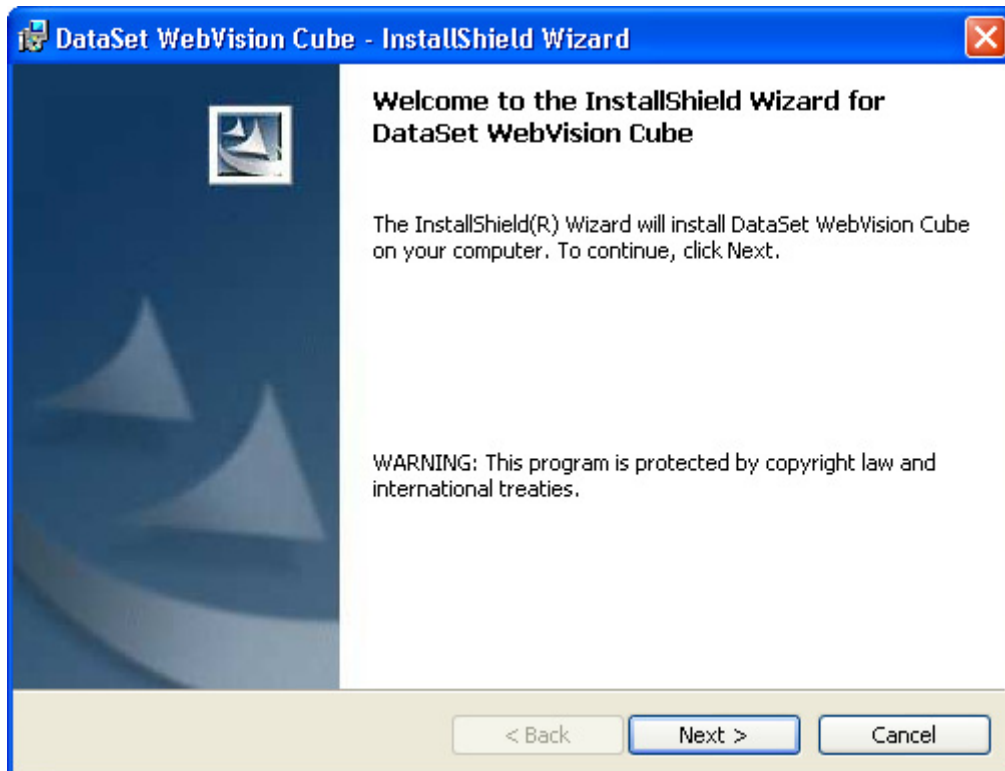 DataSet WebVision Cube - InstallShield Wizard
Welcome to the InstallShield Wizard for
DataSet WebVision Cube
The InstallShield(R) Wizard will install DataSet WebVision Cube
on your computer. To continue, click Next.
WARNING: This program is protected by copyright law and
international treaties.
< Back
Next >
Cancel